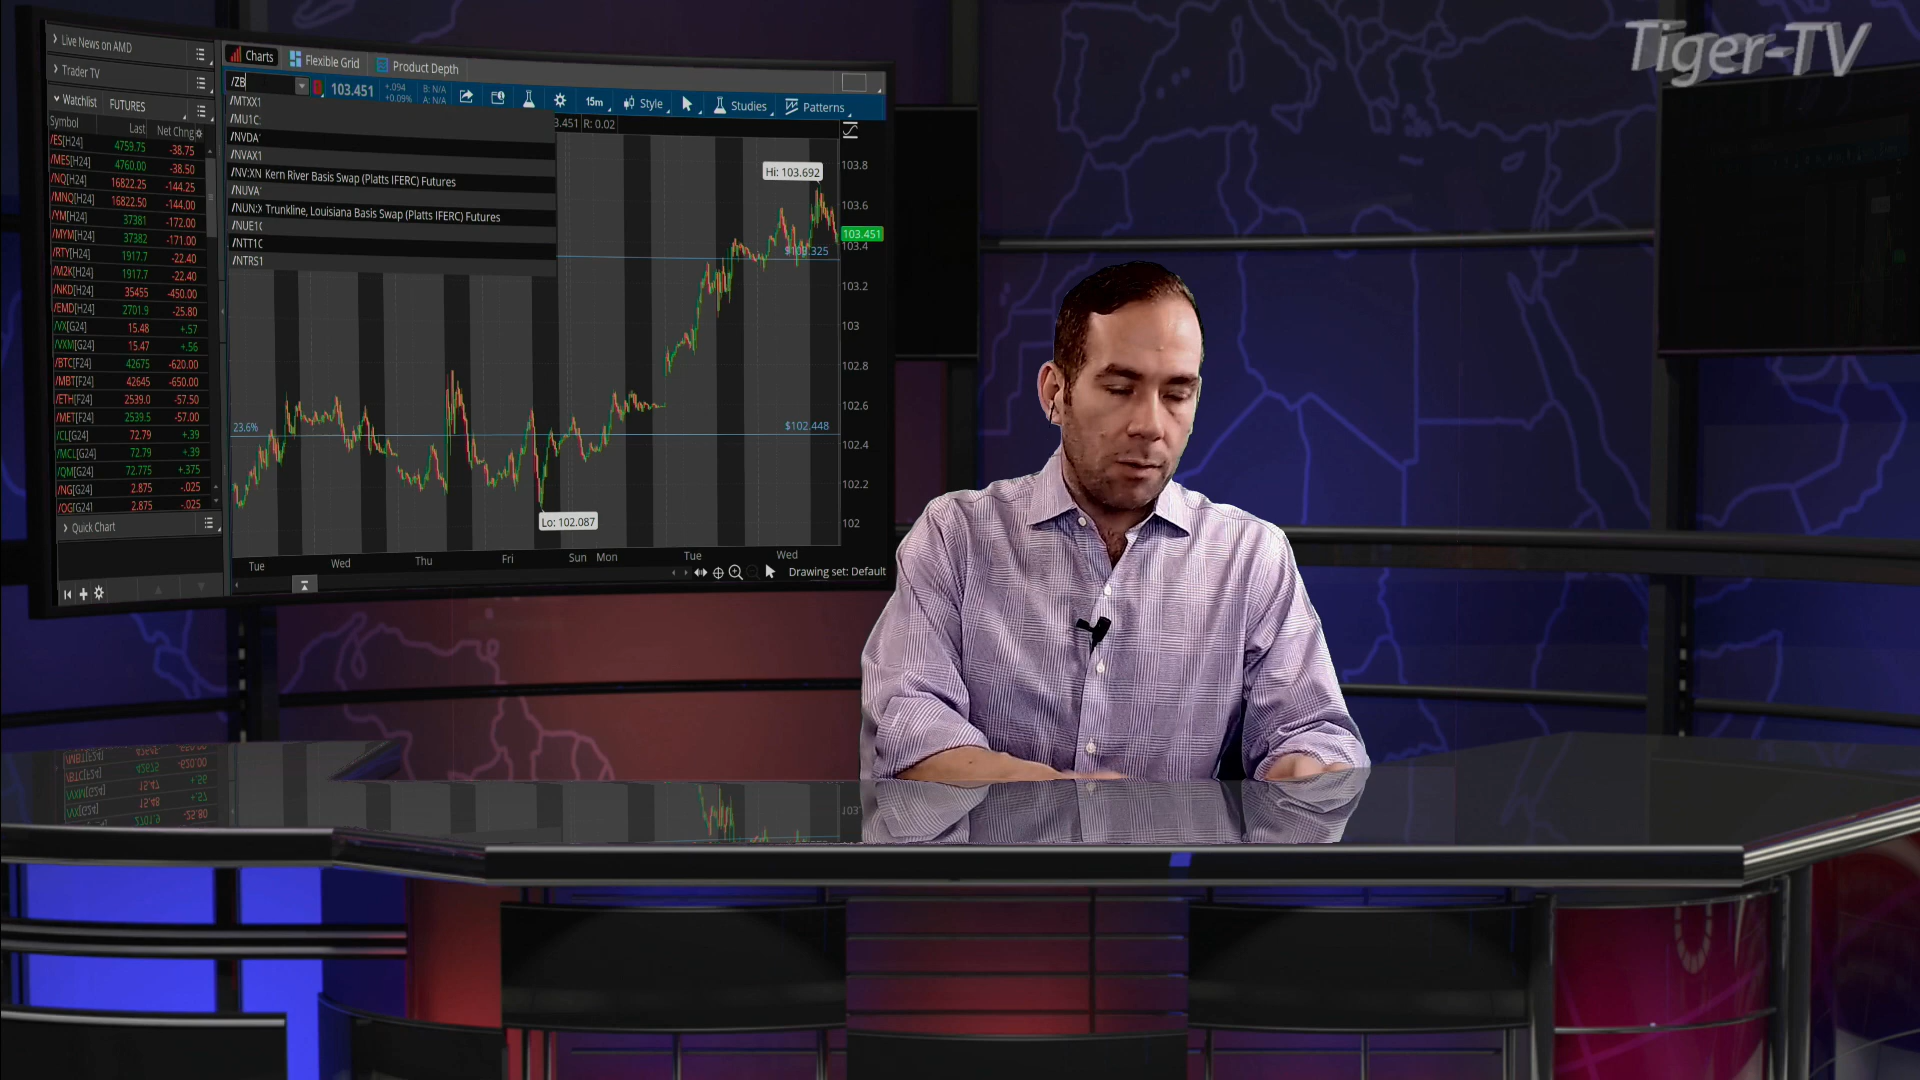 Tiger-TV
Live News on AMD
Trader TV
Watchlist FUTURES
Symbol Last Net Chng
/ES[H24] 4759.75 -38.75
/MES[H24] 4760.00 -38.50
/NQ[H24] 16822.25 -144.25
/MNQ[H24] 16822.50 -144.00
/YM[H24] 37381 -172.00
/MYM[H24] 37382 -171.00
/RTY[H24] 1917.7 -22.40
/M2K[H24] 1917.7 -22.40
/NKD[H24] 35455 -450.00
/EMD[H24] 2701.9 -25.80
/VX[G24] 15.48 +.57
/VXM[G24] 15.47 +.56
/BTC[F24] 42675 -620.00
/MBT[F24] 42645 -650.00
/ETH[F24] 2539.0 -57.50
/MET[F24] 2539.5 -57.00
/CL[G24] 72.79 +.39
/MCL[G24] 72.79 +.39
/QM[G24] 72.775 +.375
/NG[G24] 2.875 -.025
/QG[G24] 2.875 -.025
Quick Chart
Charts Flexible Grid Product Depth
/ZB 103.451 +.094 B: N/A
+0.09% A: N/A
15m Style Studies Patterns
/MTXX1
/MU1C
/NVDA
/NVAX1
/NV:XN Kern River Basis Swap (Platts IFERC) Futures
/NUVA
/NUN:X Trunkline, Louisiana Basis Swap (Platts IFERC) Futures
/NUE1C
/NTT1C
/NTRS1
3.451 R: 0.02
Hi: 103.692
103.8
103.6
103.451
103.4
$103.325
103.2
103
102.8
102.6
23.6% $102.448
102.4
102.2
Lo: 102.087
102
Tue Wed Thu Fri Sun Mon Tue Wed
Drawing set: Default